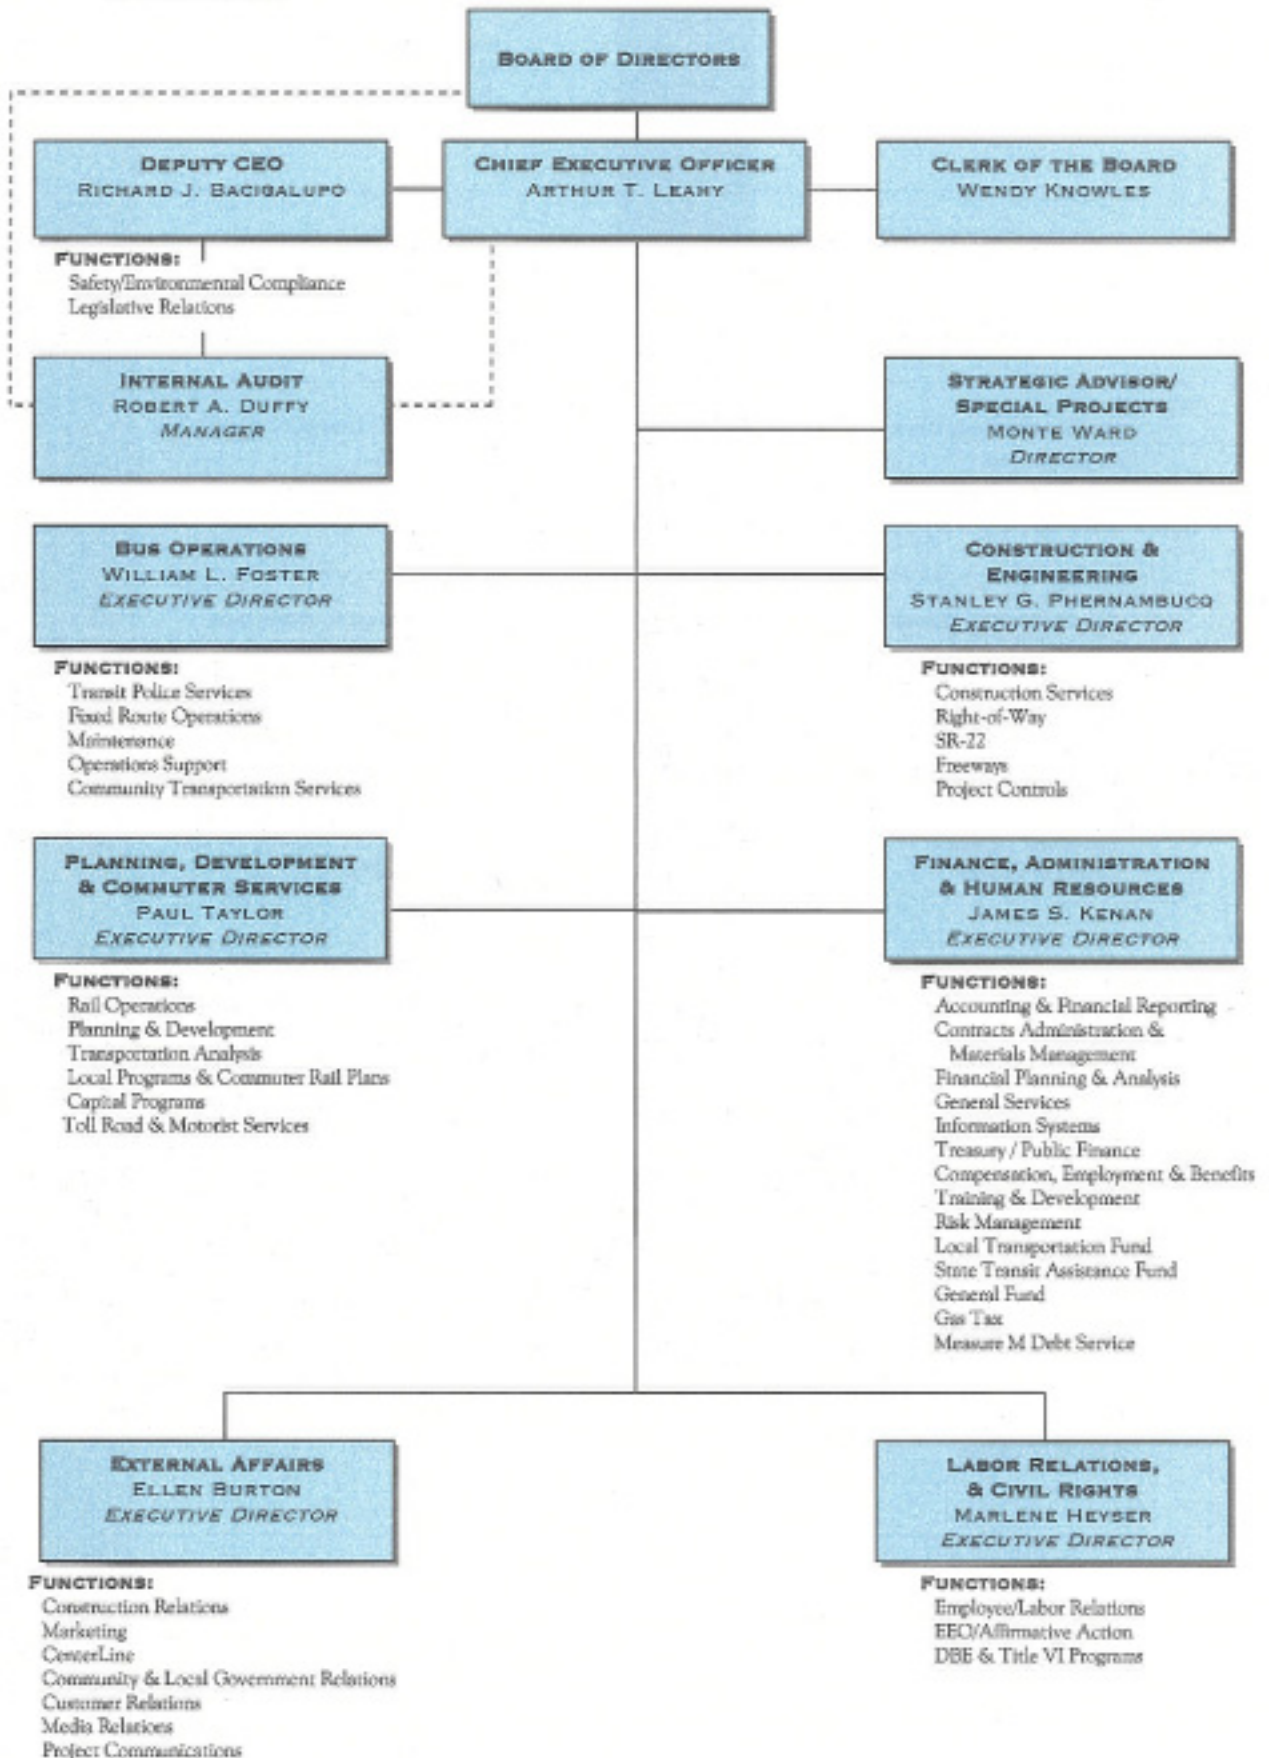 BOARD OF DIRECTORS
DEPUTY CEO
RICHARD J. BACIGALUPO
CHIEF EXECUTIVE OFFICER
ARTHUR T. LEAHY
CLERK OF THE BOARD
WENDY KNOWLES
FUNCTIONS:
Safety/Environmental Compliance
Legislative Relations
INTERNAL AUDIT
ROBERT A. DUFFY
MANAGER
STRATEGIC ADVISOR/
SPECIAL PROJECTS
MONTE WARD
DIRECTOR
BUS OPERATIONS
WILLIAM L. FOSTER
EXECUTIVE DIRECTOR
FUNCTIONS:
Transit Police Services
Fixed Route Operations
Maintenance
Operations Support
Community Transportation Services
CONSTRUCTION &
ENGINEERING
STANLEY G. PHERNAMBUCQ
EXECUTIVE DIRECTOR
FUNCTIONS:
Construction Services
Right-of-Way
SR-22
Freeways
Project Controls
PLANNING, DEVELOPMENT
& COMMUTER SERVICES
PAUL TAYLOR
EXECUTIVE DIRECTOR
FUNCTIONS:
Rail Operations
Planning & Development
Transportation Analysis
Local Programs & Commuter Rail Plans
Capital Programs
Toll Road & Motorist Services
FINANCE, ADMINISTRATION
& HUMAN RESOURCES
JAMES S. KENAN
EXECUTIVE DIRECTOR
FUNCTIONS:
Accounting & Financial Reporting
Contracts Administration &
Materials Management
Financial Planning & Analysis
General Services
Information Systems
Treasury / Public Finance
Compensation, Employment & Benefits
Training & Development
Risk Management
Local Transportation Fund
State Transit Assistance Fund
General Fund
Gas Tax
Measure M Debt Service
EXTERNAL AFFAIRS
ELLEN BURTON
EXECUTIVE DIRECTOR
FUNCTIONS:
Construction Relations
Marketing
CenterLine
Community & Local Government Relations
Customer Relations
Media Relations
Project Communications
LABOR RELATIONS,
& CIVIL RIGHTS
MARLENE HEYSER
EXECUTIVE DIRECTOR
FUNCTIONS:
Employee/Labor Relations
EEO/Affirmative Action
DBE & Title VI Programs